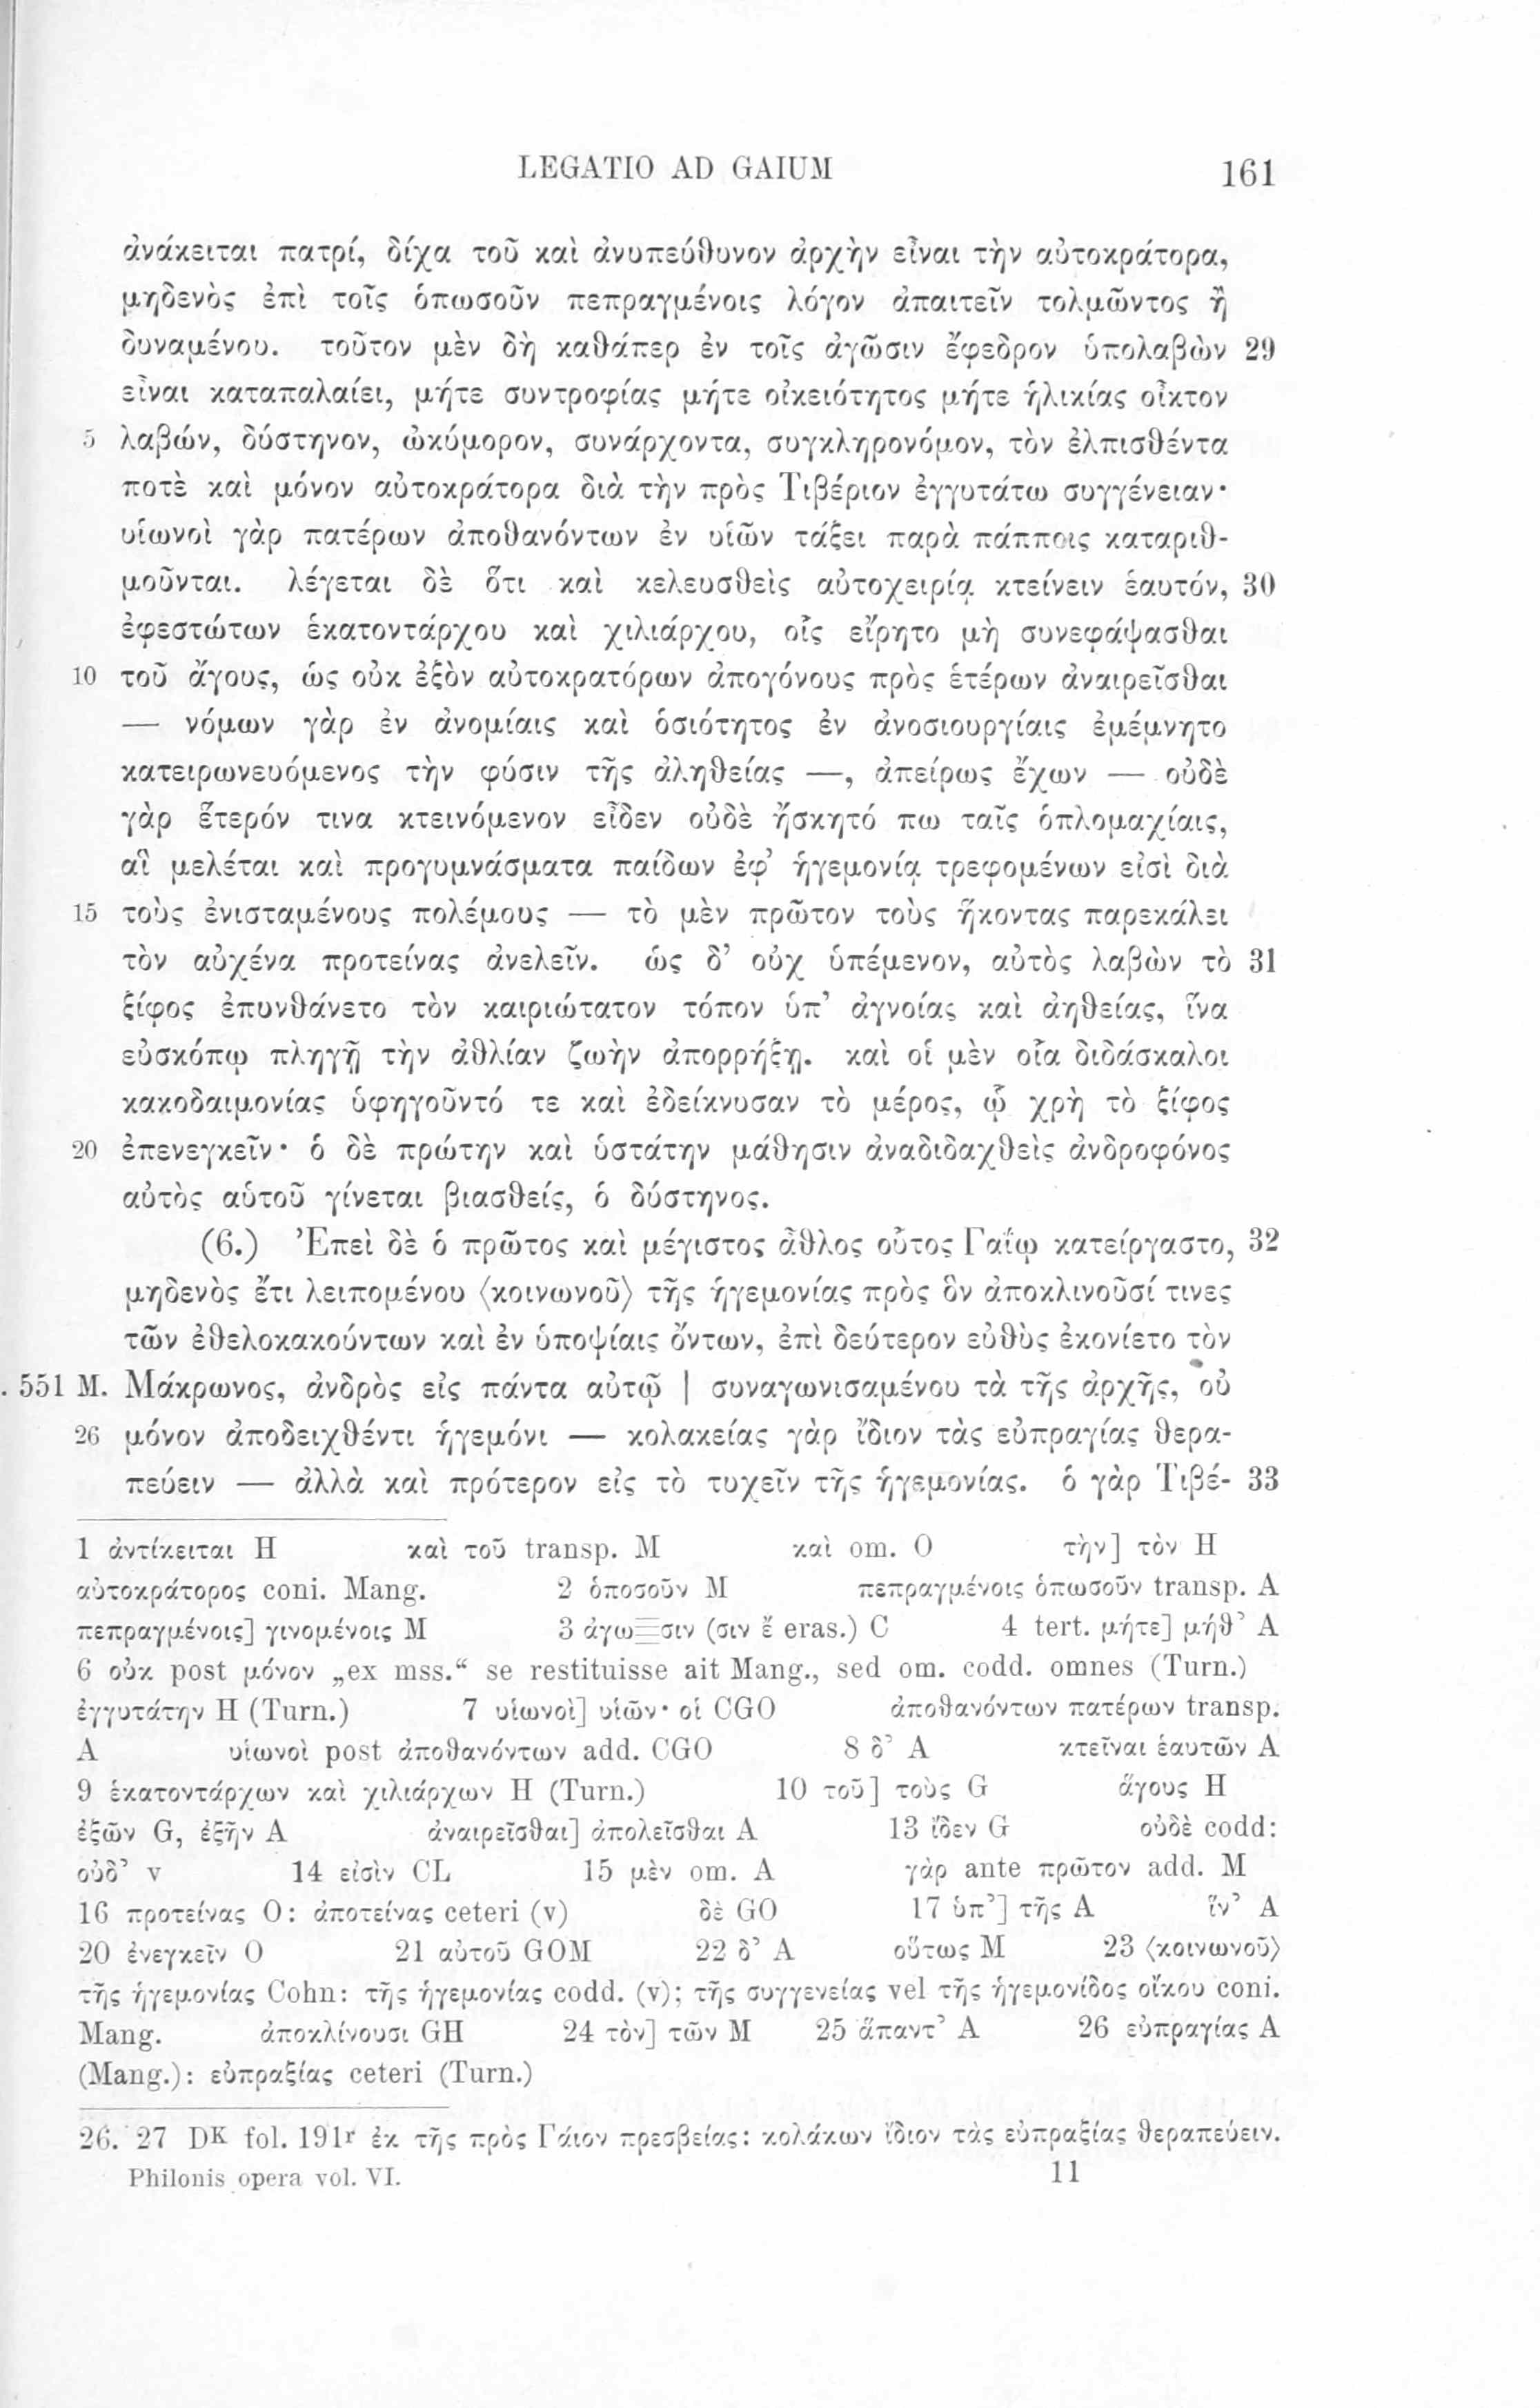 LEGATIO AD GAIUM 161
ἀνάκειται πατρί, δίχα τοῦ καὶ ἀνυπεύθυνον ἀρχὴν εἶναι τὴν αὐτοκράτορα,
μηδενὸς ἐπὶ τοῖς ὁπωσοῦν πεπραγμένοις λόγον ἀπαιτεῖν τολμῶντος ἢ
δυναμένου. τοῦτον μὲν δὴ καθάπερ ἐν τοῖς ἀγῶσιν ἔφεδρον ὑπολαβὼν 29
εἶναι καταπαλαίει, μήτε συντροφίας μήτε οἰκειότητος μήτε ἡλικίας οἶκτον
5 λαβών, δύστηνον, ὠκύμορον, συνάρχοντα, συγκληρονόμον, τὸν ἐλπισθέντα
ποτὲ καὶ μόνον αὐτοκράτορα διὰ τὴν πρὸς Τιβέριον ἐγγυτάτω συγγένειαν·
υἱωνοὶ γὰρ πατέρων ἀποθανόντων ἐν υἱῶν τάξει παρὰ πάπποις καταριθ-
μοῦνται. λέγεται δὲ ὅτι καὶ κελευσθεὶς αὐτοχειρίᾳ κτείνειν ἑαυτόν, 30
ἐφεστώτων ἑκατοντάρχου καὶ χιλιάρχου, οἷς εἴρητο μὴ συνεφάψασθαι
10 τοῦ ἄγους, ὡς οὐκ ἐξὸν αὐτοκρατόρων ἀπογόνους πρὸς ἑτέρων ἀναιρεῖσθαι
— νόμων γὰρ ἐν ἀνομίαις καὶ ὁσιότητος ἐν ἀνοσιουργίαις ἐμέμνητο
κατειρωνευόμενος τὴν φύσιν τῆς ἀληθείας —, ἀπείρως ἔχων — οὐδὲ
γὰρ ἕτερόν τινα κτεινόμενον εἶδεν οὐδὲ ἤσκητό πω ταῖς ὁπλομαχίαις,
αἳ μελέται καὶ προγυμνάσματα παίδων ἐφ’ ἡγεμονίᾳ τρεφομένων εἰσὶ διὰ
15 τοὺς ἐνισταμένους πολέμους — τὸ μὲν πρῶτον τοὺς ἥκοντας παρεκάλει
τὸν αὐχένα προτείνας ἀνελεῖν. ὡς δ’ οὐχ ὑπέμενον, αὐτὸς λαβὼν τὸ 31
ξίφος ἐπυνθάνετο τὸν καιριώτατον τόπον ὑπ’ ἀγνοίας καὶ ἀηθείας, ἵνα
εὐσκόπῳ πληγῇ τὴν ἀθλίαν ζωὴν ἀπορρήξῃ. καὶ οἱ μὲν οἷα διδάσκαλοι
κακοδαιμονίας ὑφηγοῦντό τε καὶ ἐδείκνυσαν τὸ μέρος, ᾧ χρὴ τὸ ξίφος
20 ἐπενεγκεῖν· ὁ δὲ πρώτην καὶ ὑστάτην μάθησιν ἀναδιδαχθεὶς ἀνδροφόνος
αὐτὸς αὑτοῦ γίνεται βιασθείς, ὁ δύστηνος.
(6.) Ἐπεὶ δὲ ὁ πρῶτος καὶ μέγιστος ἆθλος οὗτος Γαΐῳ κατείργαστο, 32
μηδενὸς ἔτι λειπομένου ⟨κοινωνοῦ⟩ τῆς ἡγεμονίας πρὸς ὃν ἀποκλινοῦσί τινες
τῶν ἐθελοκακούντων καὶ ἐν ὑποψίαις ὄντων, ἐπὶ δεύτερον εὐθὺς ἐκονίετο τὸν
. 551 M. Μάκρωνος, ἀνδρὸς εἰς πάντα αὐτῷ | συναγωνισαμένου τὰ τῆς ἀρχῆς, οὐ
26 μόνον ἀποδειχθέντι ἡγεμόνι — κολακείας γὰρ ἴδιον τὰς εὐπραγίας θερα-
πεύειν — ἀλλὰ καὶ πρότερον εἰς τὸ τυχεῖν τῆς ἡγεμονίας. ὁ γὰρ Τιβέ- 33
1 ἀντίκειται H καὶ τοῦ transp. M καὶ om. O τὴν] τὸν H
αὐτοκράτορος coni. Mang. 2 ὁποσοῦν M πεπραγμένοις ὁπωσοῦν transp. A
πεπραγμένοις] γινομένοις M 3 ἀγω σιν (σιν ἔ eras.) C 4 tert. μήτε] μήθ’ A
6 οὐκ post μόνον „ex mss.“ se restituisse ait Mang., sed om. codd. omnes (Turn.)
ἐγγυτάτην H (Turn.) 7 υἱωνοὶ] υἱῶν· οἱ CGO ἀποθανόντων πατέρων transp.
A υἱωνοὶ post ἀποθανόντων add. CGO 8 δ’ A κτεῖναι ἑαυτῶν A
9 ἑκατοντάρχων καὶ χιλιάρχων H (Turn.) 10 τοῦ] τοὺς G ἅγους H
ἐξῶν G, ἐξῆν A ἀναιρεῖσθαι] ἀπολεῖσθαι A 13 ἴδεν G οὐδὲ codd:
οὐδ’ v 14 εἰσὶν CL 15 μὲν om. A γὰρ ante πρῶτον add. M
16 προτείνας O: ἀποτείνας ceteri (v) δὲ GO 17 ὑπ’] τῆς A ἵν’ A
20 ἐνεγκεῖν O 21 αὐτοῦ GOM 22 δ’ A οὕτως M 23 ⟨κοινωνοῦ⟩
τῆς ἡγεμονίας Cohn: τῆς ἡγεμονίας codd. (v); τῆς συγγενείας vel τῆς ἡγεμονίδος οἴκου coni.
Mang. ἀποκλίνουσι GH 24 τὸν] τῶν M 25 ἅπαντ’ A 26 εὐπραγίας A
(Mang.): εὐπραξίας ceteri (Turn.)
26. 27 DK fol. 191r ἐκ τῆς πρὸς Γάιον πρεσβείας: κολάκων ἴδιον τὰς εὐπραξίας θεραπεύειν.
Philonis opera vol. VI. 11